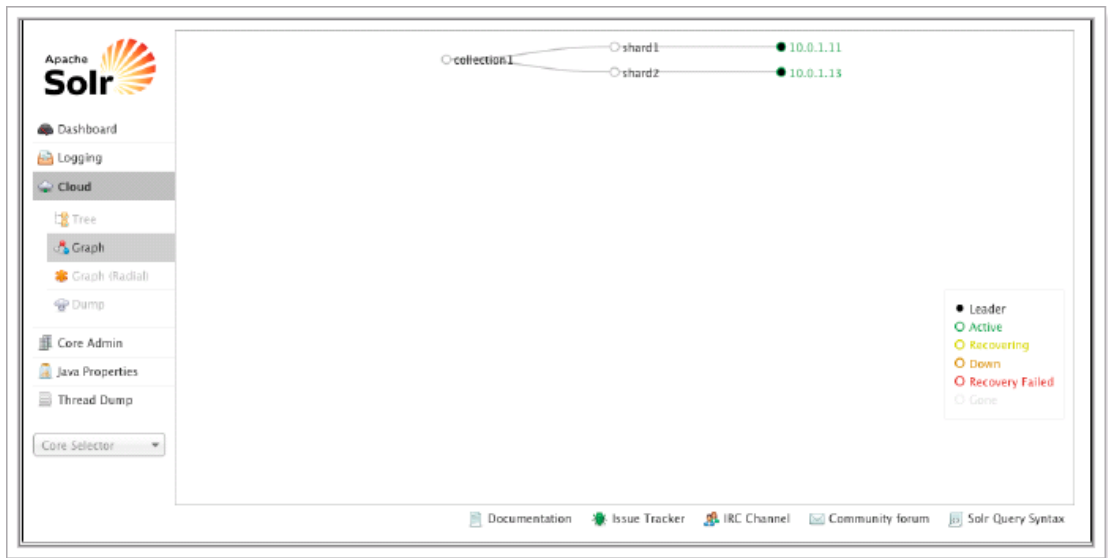 Apache
Solr
Dashboard
Logging
Cloud
Tree
Graph
Graph (Radial)
Dump
Core Admin
Java Properties
Thread Dump
Core Selector
collection1
shard1
10.0.1.11
shard2
10.0.1.13
Leader
Active
Recovering
Down
Recovery Failed
Gone
Documentation Issue Tracker IRC Channel Community forum Solr Query Syntax